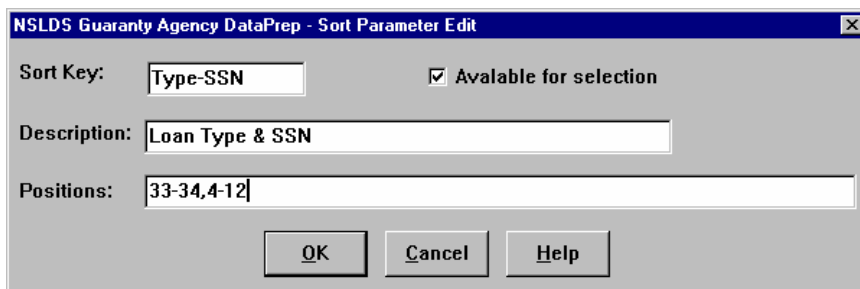 NSLDS Guaranty Agency DataPrep - Sort Parameter Edit
Sort Key: Type-SSN Avalable for selection
Description: Loan Type & SSN
Positions: 33-34,4-12
OK Cancel Help